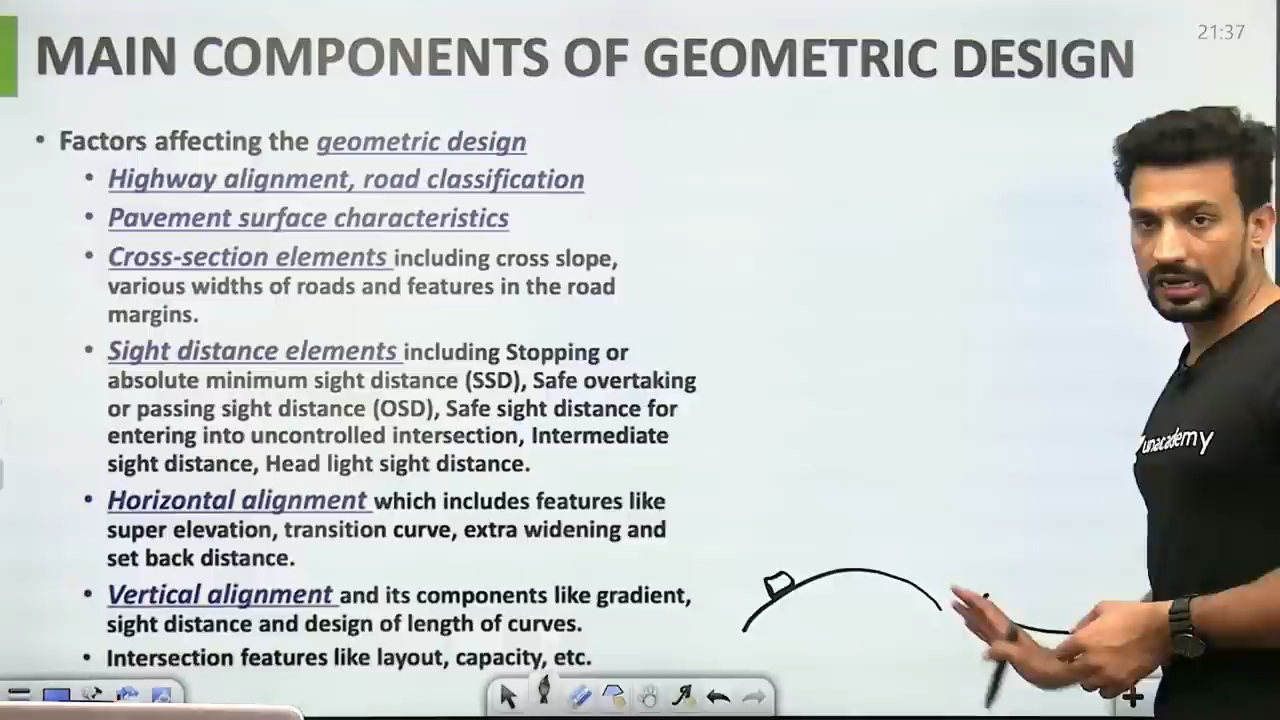 21:37
MAIN COMPONENTS OF GEOMETRIC DESIGN
• Factors affecting the geometric design
• Highway alignment, road classification
• Pavement surface characteristics
• Cross-section elements including cross slope,
various widths of roads and features in the road
margins.
• Sight distance elements including Stopping or
absolute minimum sight distance (SSD), Safe overtaking
or passing sight distance (OSD), Safe sight distance for
entering into uncontrolled intersection, Intermediate
sight distance, Head light sight distance.
• Horizontal alignment which includes features like
super elevation, transition curve, extra widening and
set back distance.
• Vertical alignment and its components like gradient,
sight distance and design of length of curves.
• Intersection features like layout, capacity, etc.
unacademy